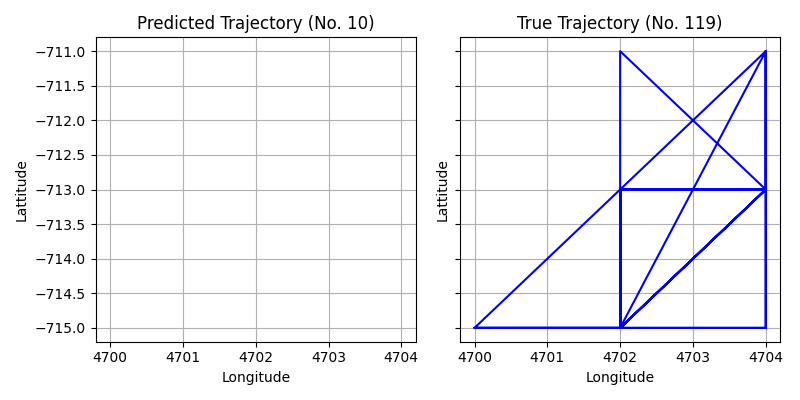 Predicted Trajectory (No. 10)
−711.0
−711.5
−712.0
−712.5
−713.0
−713.5
−714.0
−714.5
−715.0
Lattitude
4700 4701 4702 4703 4704
Longitude
True Trajectory (No. 119)
Lattitude
4700 4701 4702 4703 4704
Longitude